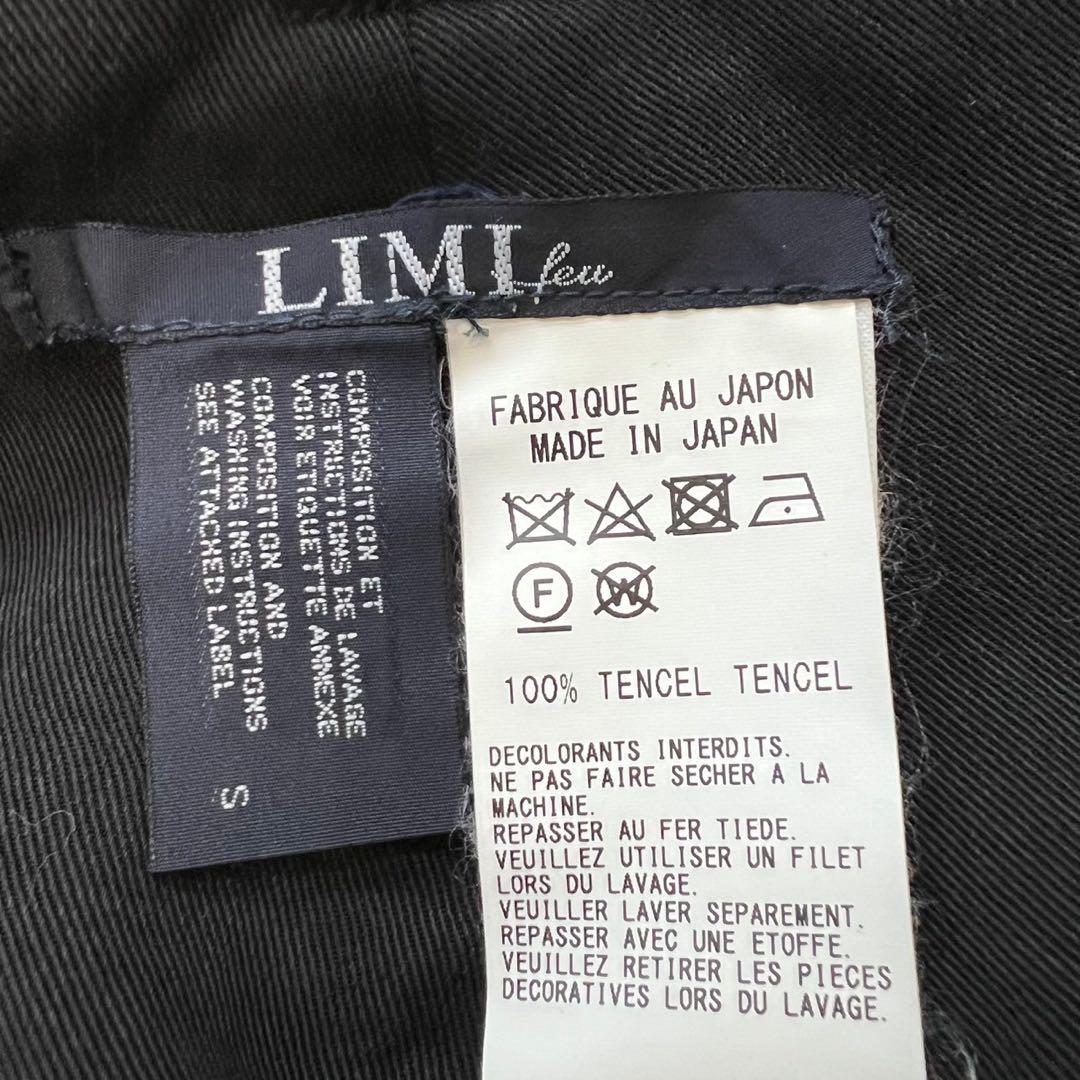 LIMI feu
COMPOSITION ET
INSTRUCTIONS DE LAVAGE
VOIR ETIQUETTE ANNEXE
COMPOSITION AND
WASHING INSTRUCTIONS
SEE ATTACHED LABEL
S
FABRIQUE AU JAPON
MADE IN JAPAN
F W
100% TENCEL TENCEL
DECOLORANTS INTERDITS.
NE PAS FAIRE SECHER A LA
MACHINE.
REPASSER AU FER TIEDE.
VEUILLEZ UTILISER UN FILET
LORS DU LAVAGE.
VEUILLER LAVER SEPAREMENT.
REPASSER AVEC UNE ETOFFE.
VEUILLEZ RETIRER LES PIECES
DECORATIVES LORS DU LAVAGE.